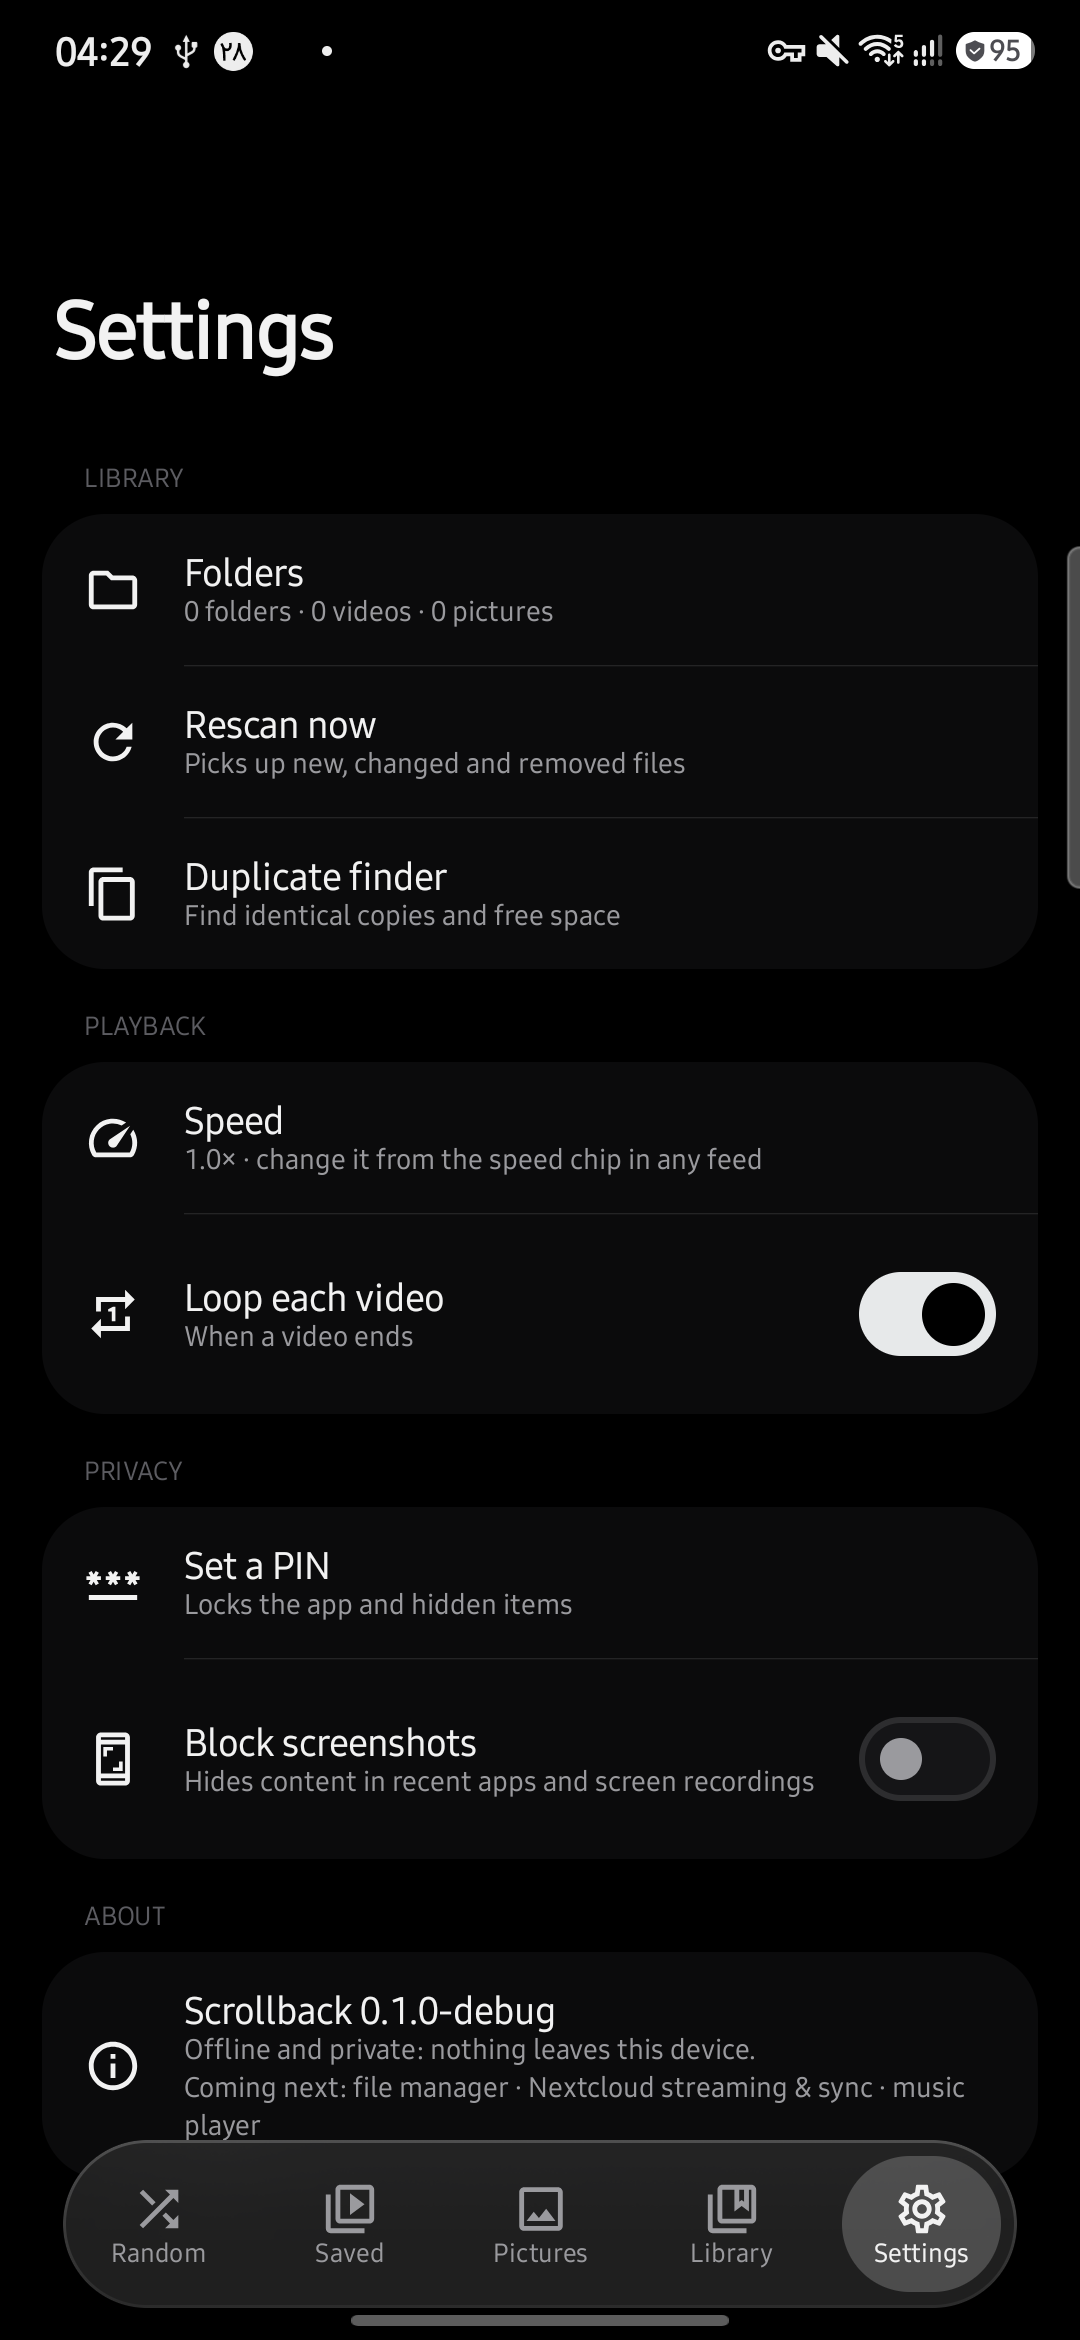 04:29
۲۸
5
95
Settings
LIBRARY
Folders
0 folders · 0 videos · 0 pictures
Rescan now
Picks up new, changed and removed files
Duplicate finder
Find identical copies and free space
PLAYBACK
Speed
1.0× · change it from the speed chip in any feed
1
Loop each video
When a video ends
PRIVACY
***
Set a PIN
Locks the app and hidden items
Block screenshots
Hides content in recent apps and screen recordings
ABOUT
Scrollback 0.1.0-debug
Offline and private: nothing leaves this device.
Coming next: file manager · Nextcloud streaming & sync · music
player
Random
Saved
Pictures
Library
Settings